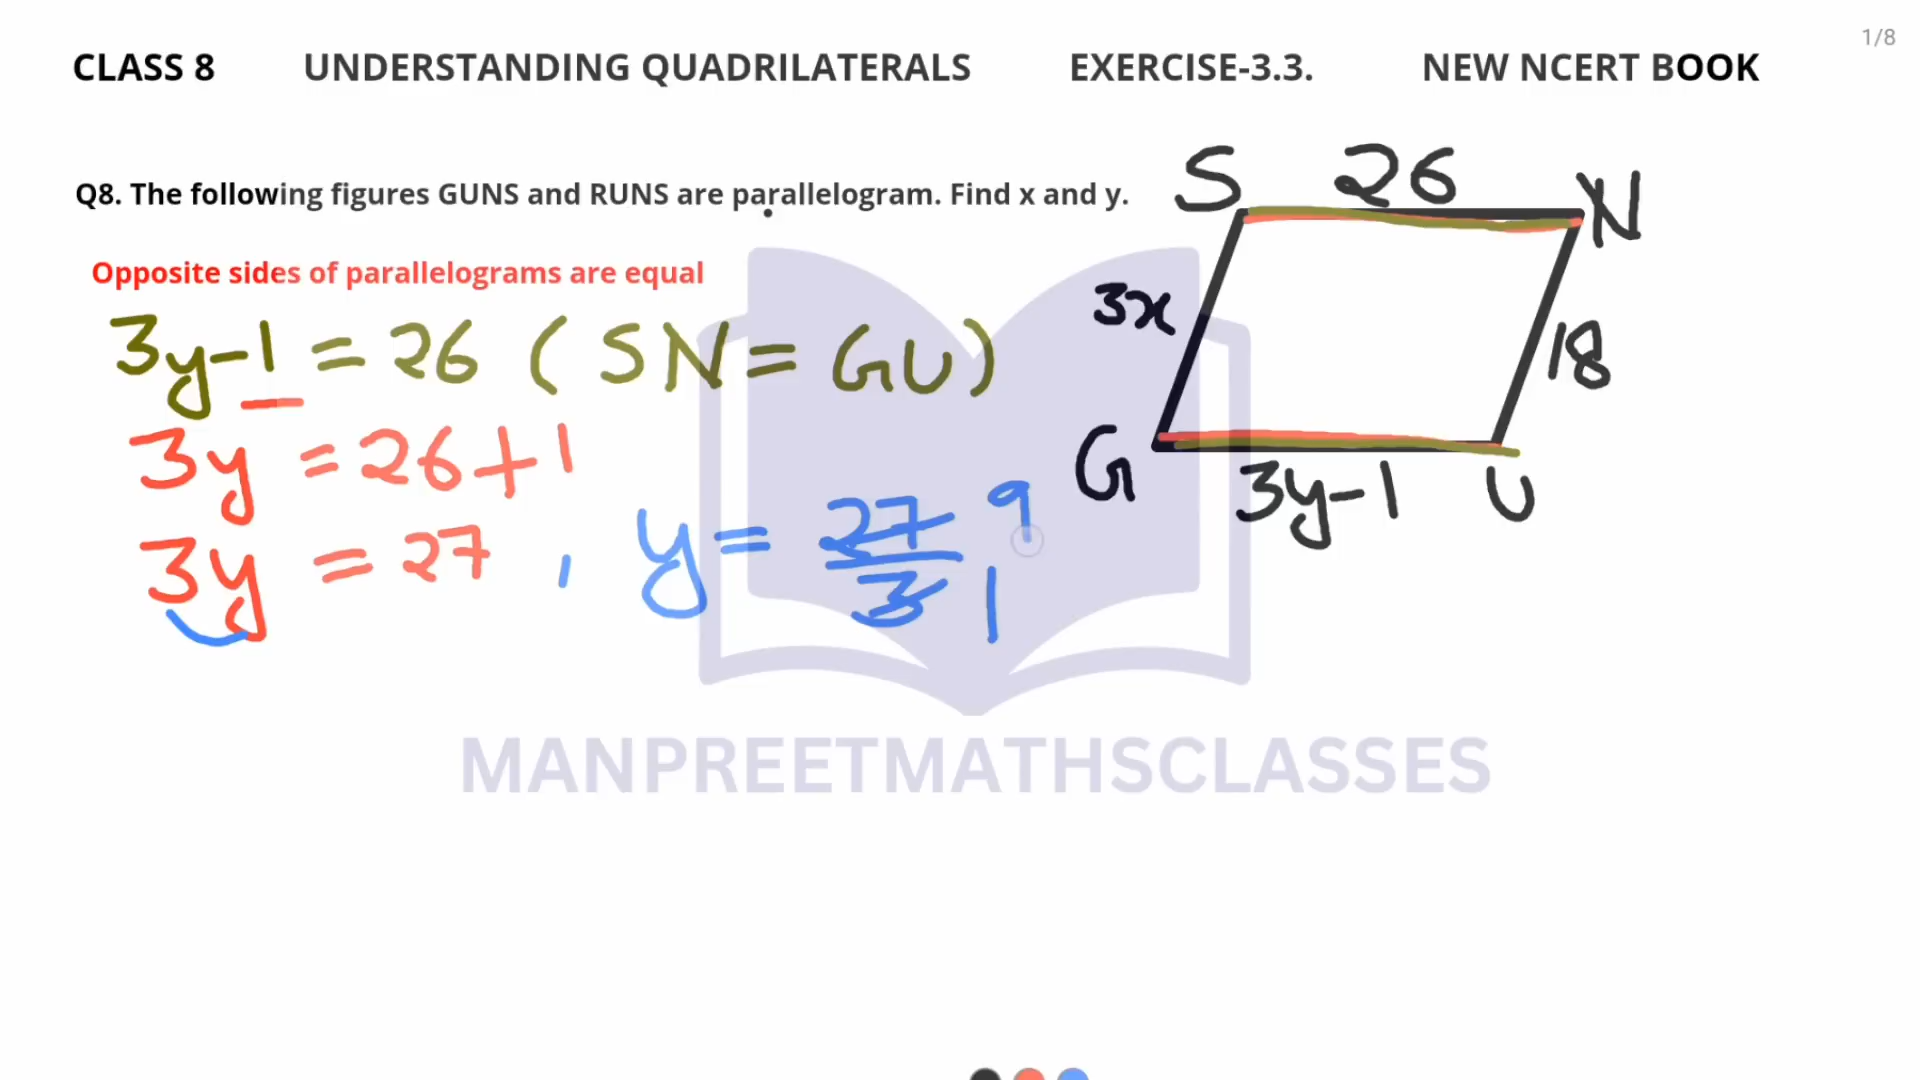 1/8
CLASS 8 UNDERSTANDING QUADRILATERALS EXERCISE-3.3. NEW NCERT BOOK
Q8. The following figures GUNS and RUNS are parallelogram. Find x and y.
S 26 N
Opposite sides of parallelograms are equal
3x
18
3y-1 = 26 ( SN = GU )
3y = 26+1
G 3y-1 U
3y = 27 , y = 27/3 9 1
MANPREETMATHSCLASSES